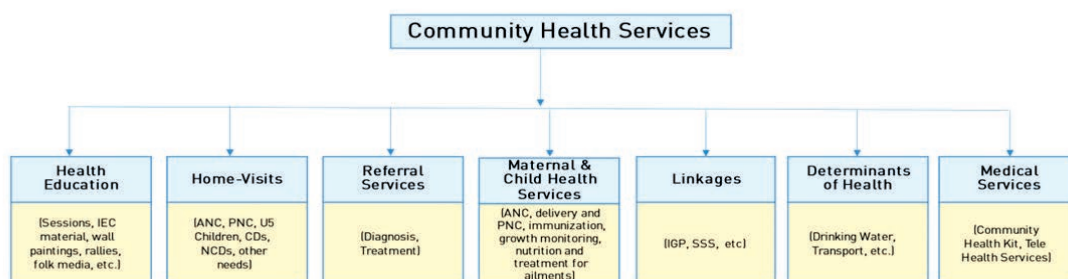 Community Health Services
Health
Education
(Sessions, IEC
material, wall
paintings, rallies,
folk media, etc.)
Home-Visits
(ANC, PNC, U5
Children, CDs,
NCDs, other
needs)
Referral
Services
(Diagnosis,
Treatment)
Maternal &
Child Health
Services
(ANC, delivery and
PNC, immunization,
growth monitoring,
nutrition and
treatment for
ailments)
Linkages
(IGP, SSS, etc)
Determinants
of Health
(Drinking Water,
Transport, etc.)
Medical
Services
(Community
Health Kit, Tele
Health Services)